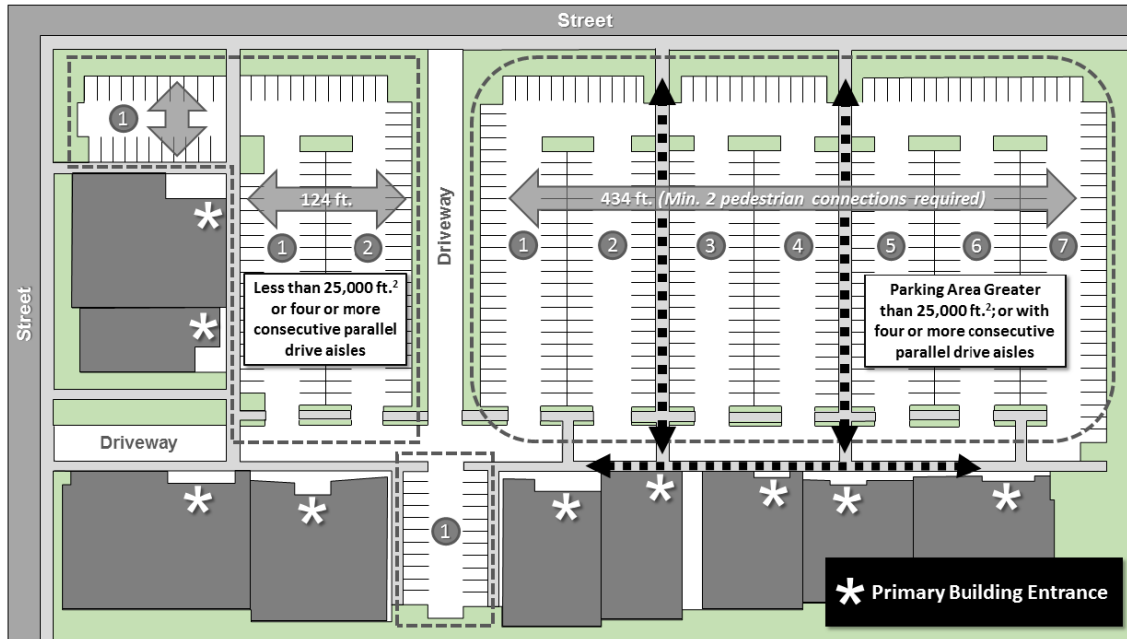 Street
1
124 ft.
434 ft. (Min. 2 pedestrian connections required)
Driveway
1
2
1
2
3
4
5
6
7
Less than 25,000 ft.²
or four or more
consecutive parallel
drive aisles
Parking Area Greater
than 25,000 ft.²; or with
four or more consecutive
parallel drive aisles
Street
Driveway
1
Primary Building Entrance